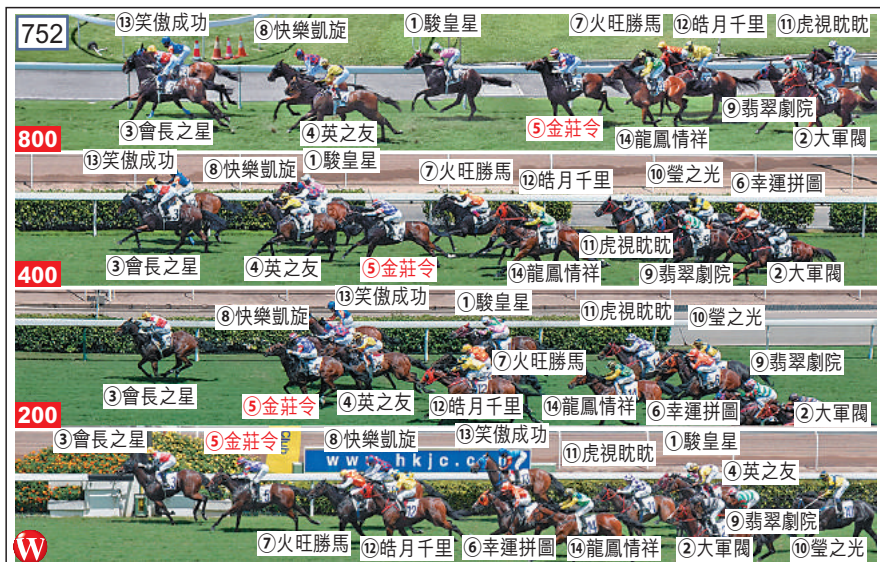 752
⑬笑傲成功
⑧快樂凱旋
①駿皇星
⑦火旺勝馬
⑫皓月千里
⑪虎視眈眈
③會長之星
④英之友
⑤金莊令
⑭龍鳳情祥
⑨翡翠劇院
②大軍閥
800
⑬笑傲成功
⑧快樂凱旋
①駿皇星
⑦火旺勝馬
⑫皓月千里
⑩瑩之光
⑥幸運拼圖
③會長之星
④英之友
⑤金莊令
⑭龍鳳情祥
⑪虎視眈眈
⑨翡翠劇院
②大軍閥
400
⑧快樂凱旋
⑬笑傲成功
①駿皇星
⑪虎視眈眈
⑩瑩之光
⑦火旺勝馬
⑨翡翠劇院
③會長之星
⑤金莊令
④英之友
⑫皓月千里
⑭龍鳳情祥
⑥幸運拼圖
②大軍閥
200
③會長之星
⑤金莊令
⑧快樂凱旋
⑬笑傲成功
⑪虎視眈眈
①駿皇星
④英之友
www.hkjc.c
⑦火旺勝馬
⑫皓月千里
⑥幸運拼圖
⑭龍鳳情祥
②大軍閥
⑨翡翠劇院
⑩瑩之光
W